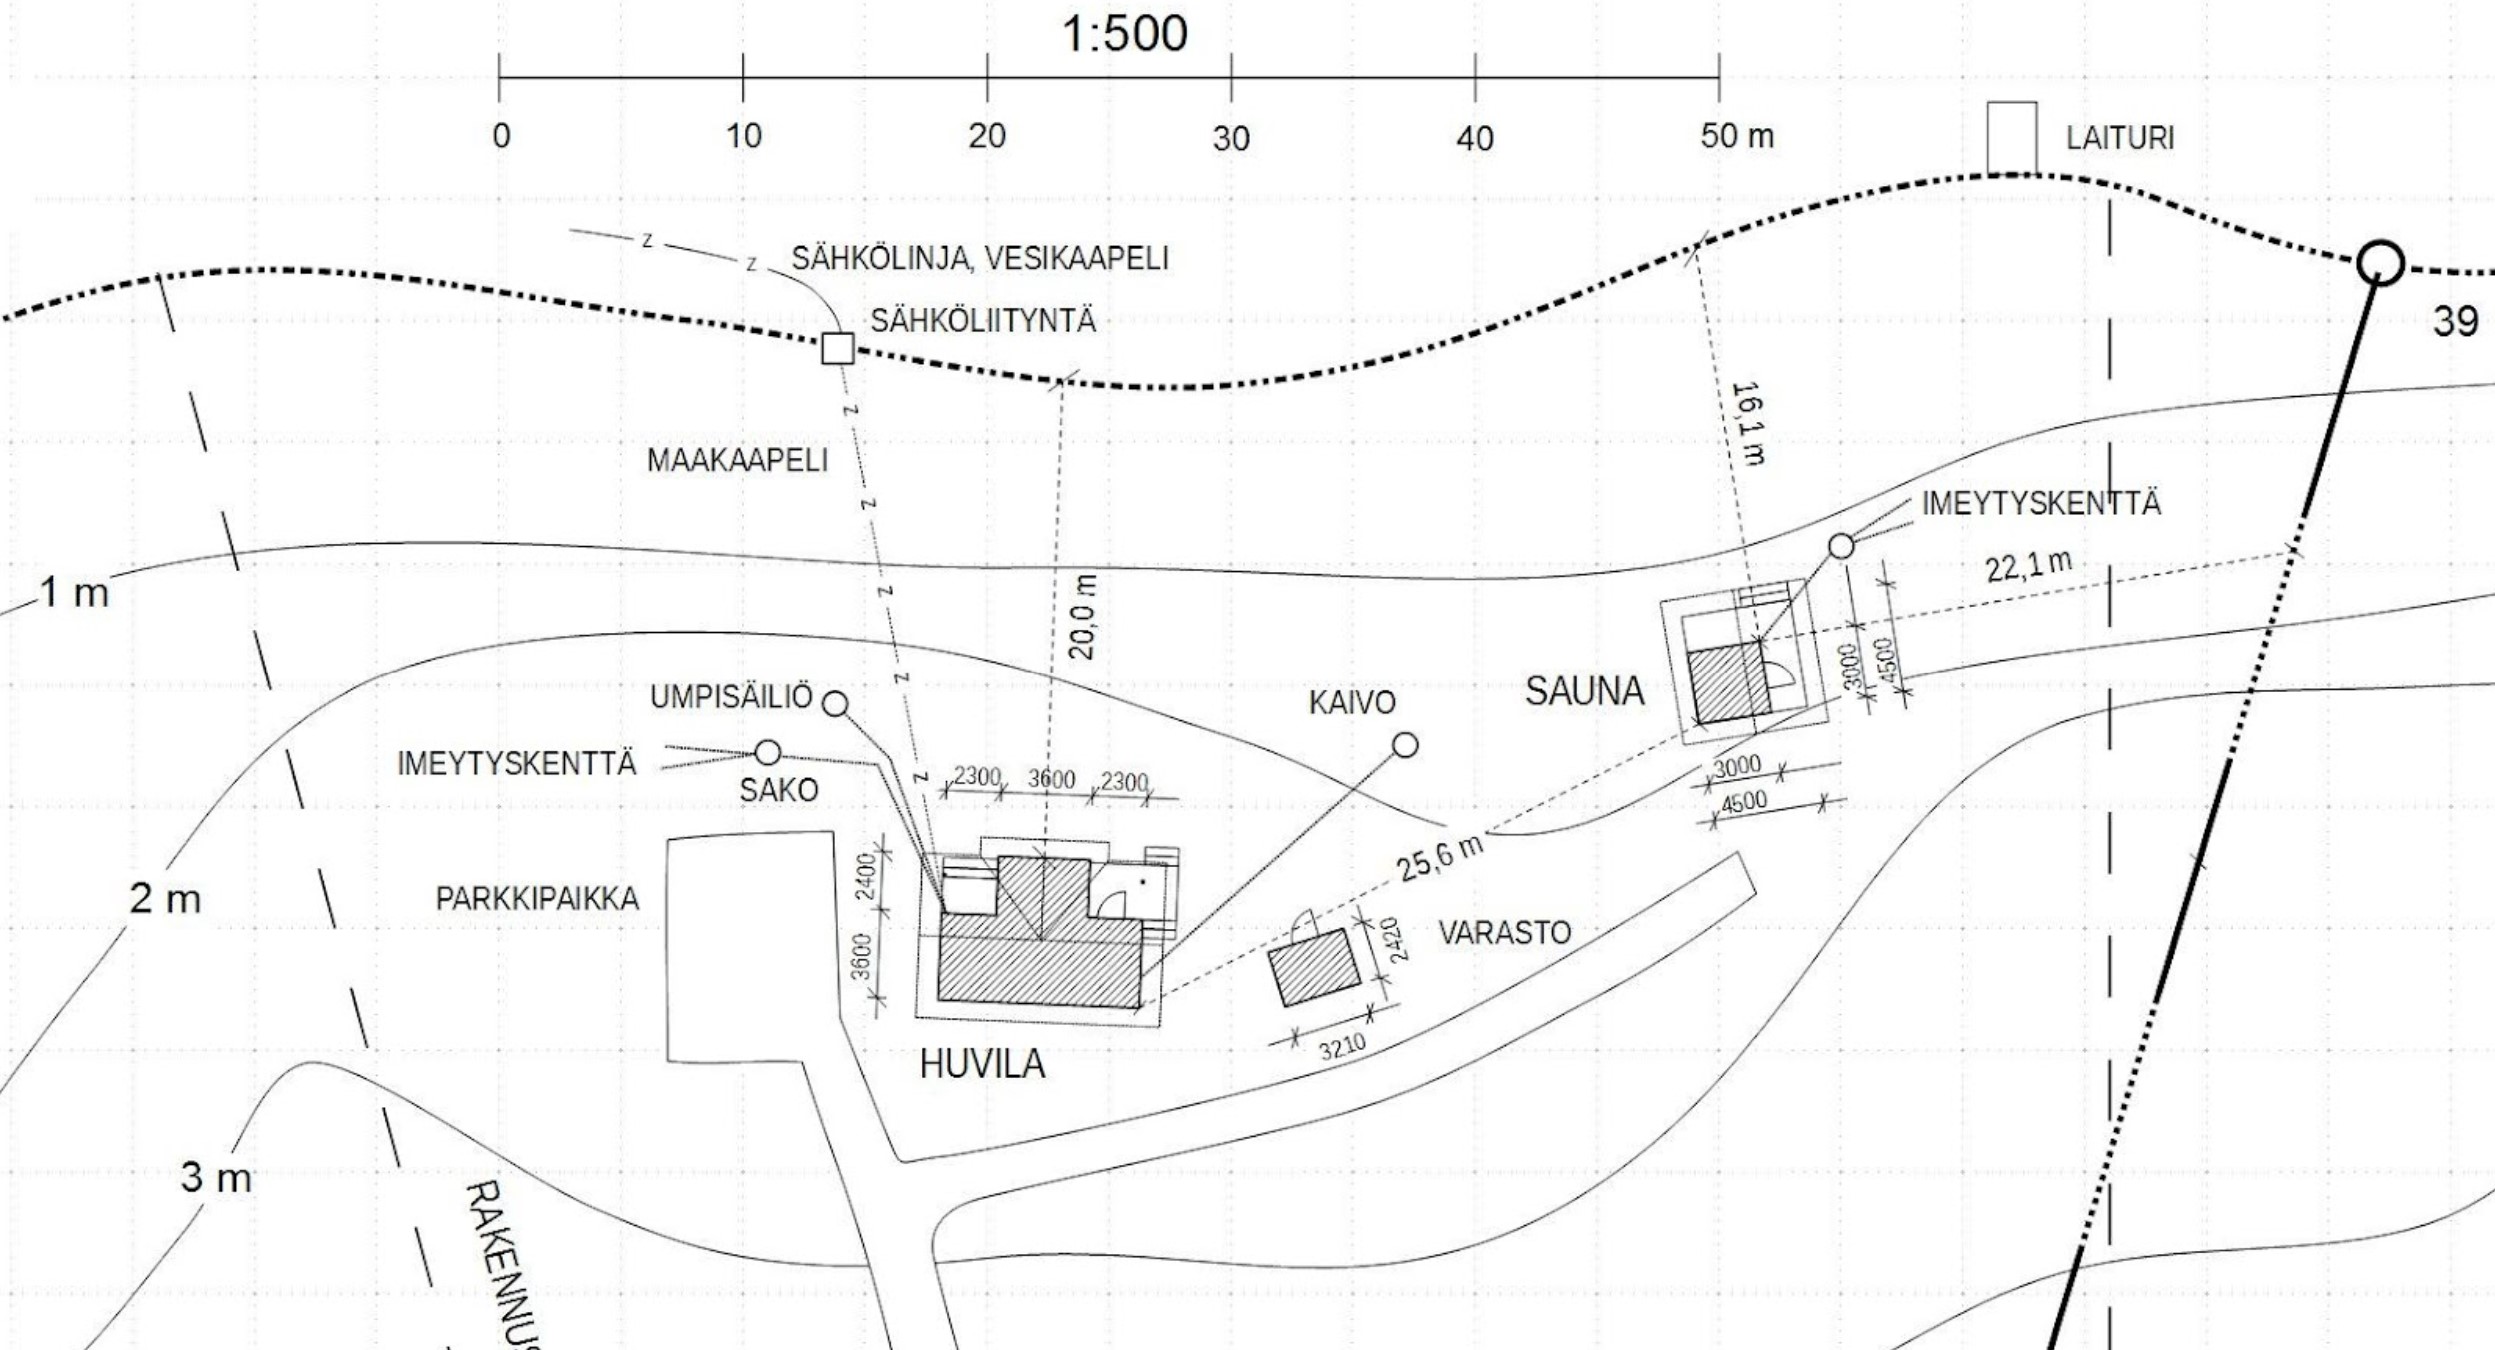 1:500
0 10 20 30 40 50 m
LAITURI
z
z
SÄHKÖLINJA, VESIKAAPELI
SÄHKÖLIITYNTÄ
39
16,1 m
z
MAAKAAPELI
z
IMEYTYSKENTTÄ
22,1 m
1 m
z
20,0 m
3000
4500
z
UMPISÄILIÖ
SAUNA
KAIVO
IMEYTYSKENTTÄ
SAKO
z
2300 3600 2300
3000
4500
25,6 m
2400
3600
2 m
PARKKIPAIKKA
2420
VARASTO
3210
HUVILA
3 m